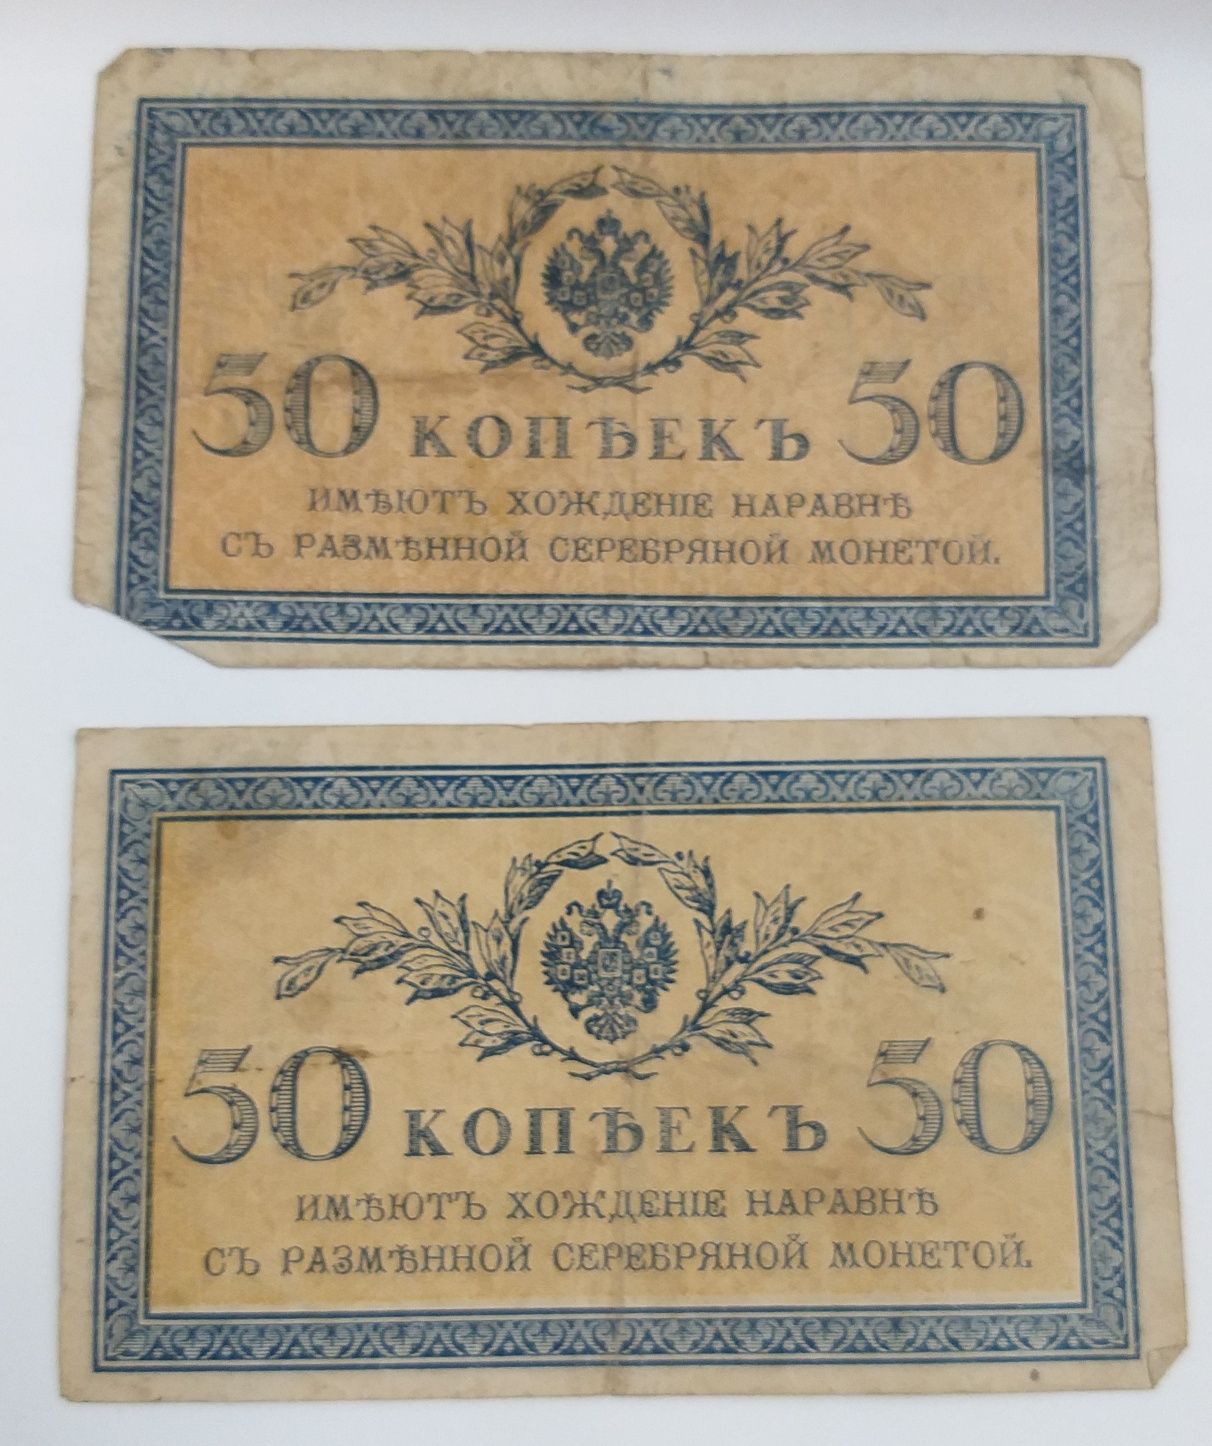 50 КОПѢЕКЪ 50
ИМѢЮТЪ ХОЖДЕНІЕ НАРАВНѢ
СЪ РАЗМѢННОЙ СЕРЕБРЯНОЙ МОНЕТОЙ.
50 КОПѢЕКЪ 50
ИМѢЮТЪ ХОЖДЕНІЕ НАРАВНѢ
СЪ РАЗМѢННОЙ СЕРЕБРЯНОЙ МОНЕТОЙ.